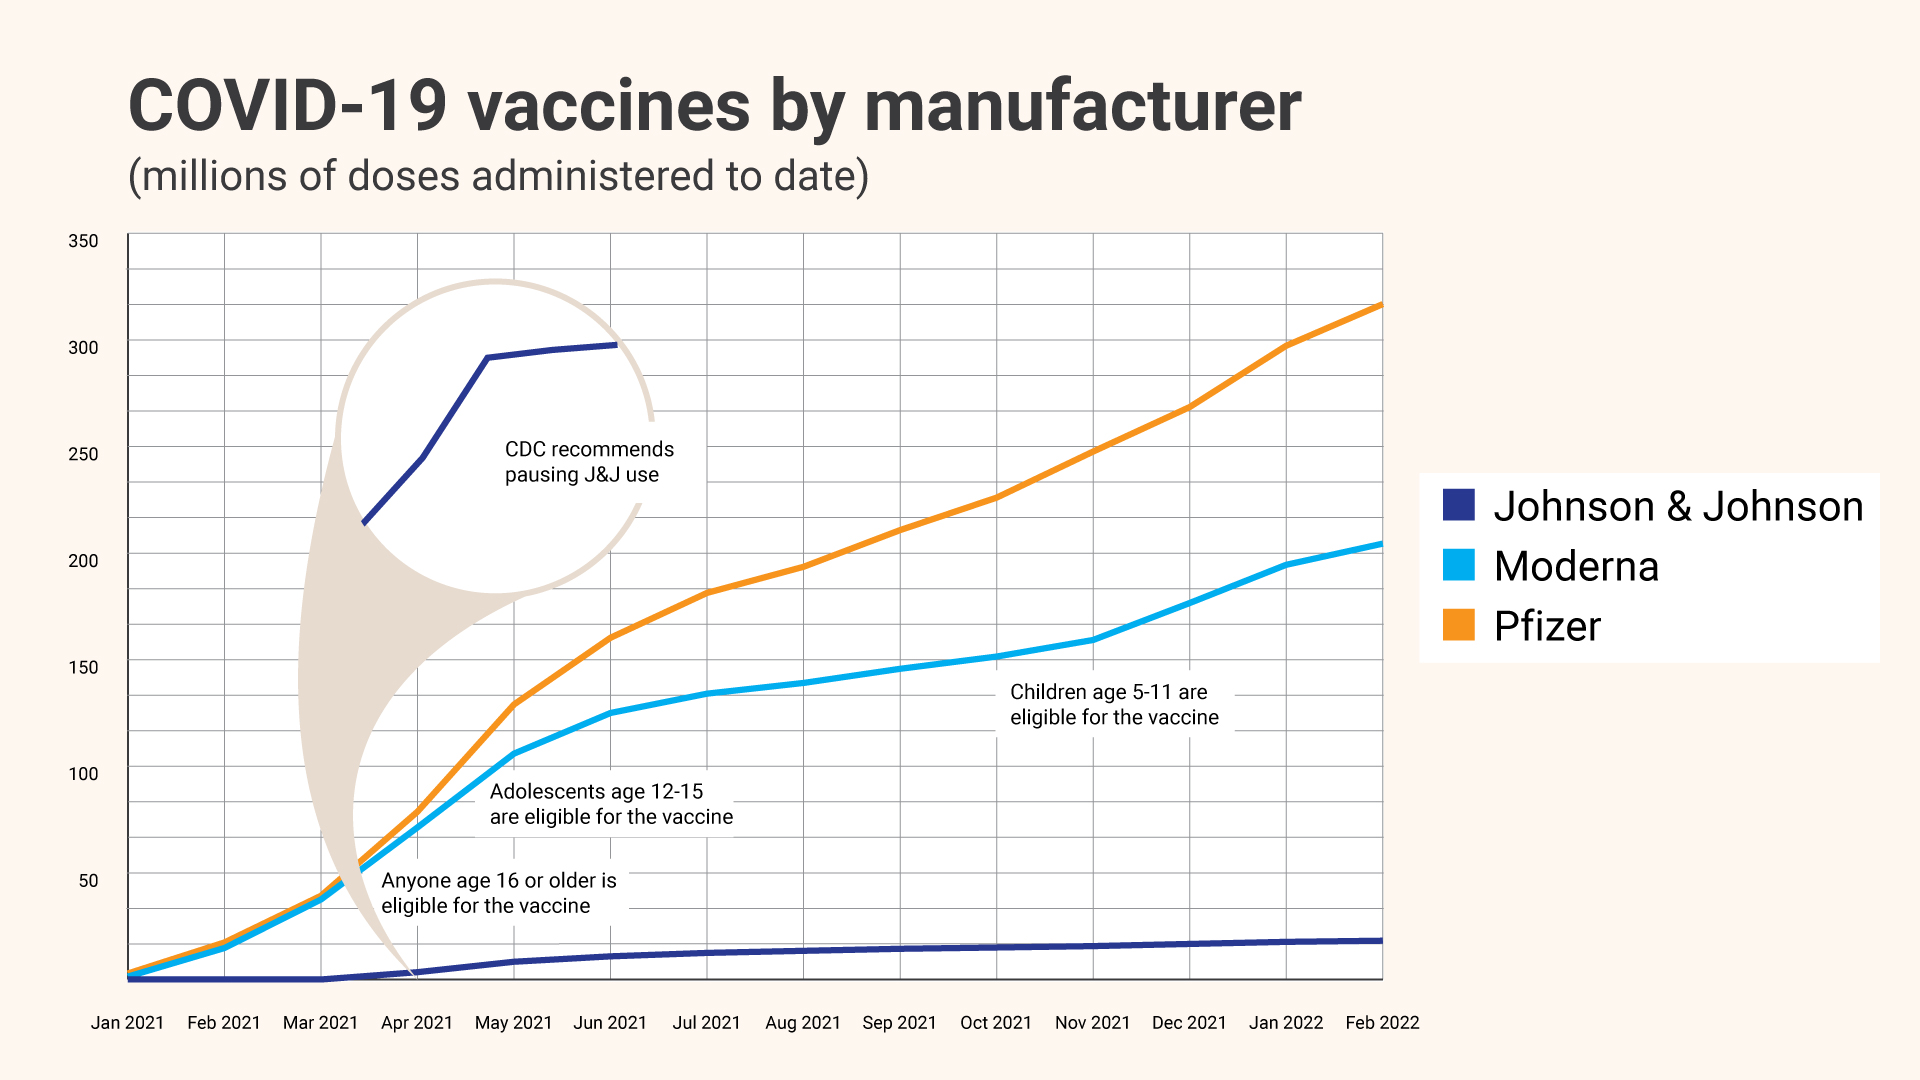 COVID-19 vaccines by manufacturer
(millions of doses administered to date)
350
300
250
200
150
100
50
CDC recommends
pausing J&J use
Children age 5-11 are
eligible for the vaccine
Adolescents age 12-15
are eligible for the vaccine
Anyone age 16 or older is
eligible for the vaccine
Jan 2021 Feb 2021 Mar 2021 Apr 2021 May 2021 Jun 2021 Jul 2021 Aug 2021 Sep 2021 Oct 2021 Nov 2021 Dec 2021 Jan 2022 Feb 2022
Johnson & Johnson
Moderna
Pfizer